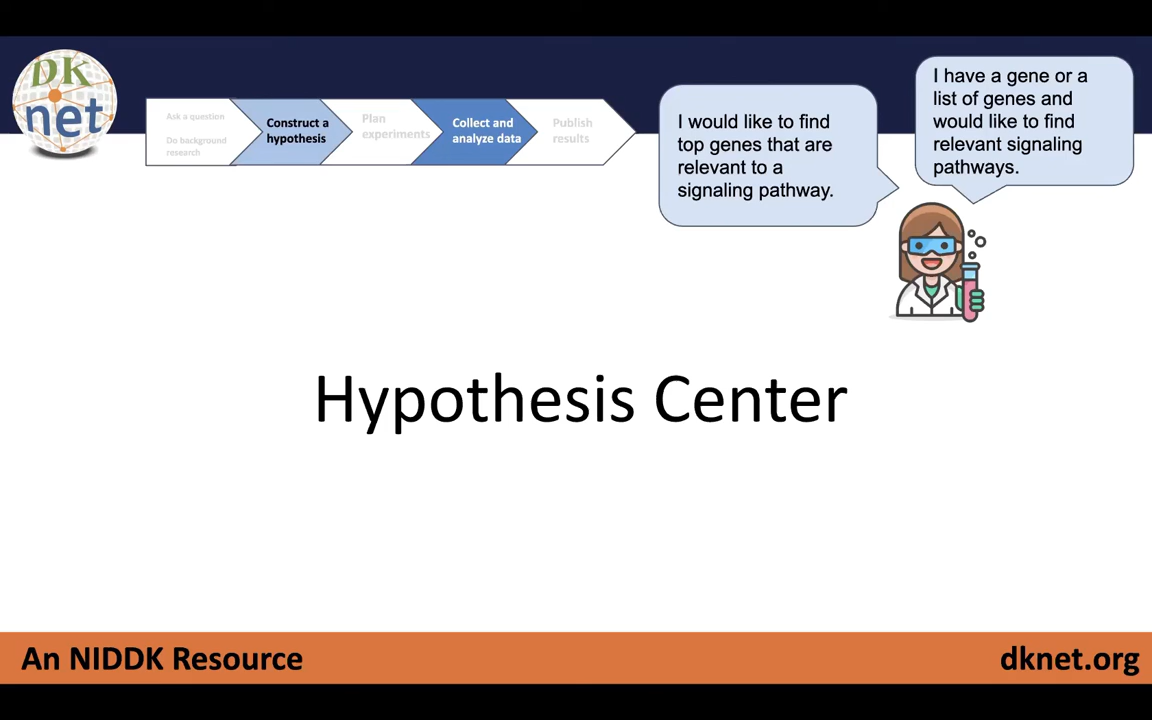 DK
net
Ask a question
Do background
research
Construct a
hypothesis
Plan
experiments
Collect and
analyze data
Publish
results
I would like to find
top genes that are
relevant to a
signaling pathway.
I have a gene or a
list of genes and
would like to find
relevant signaling
pathways.
Hypothesis Center
An NIDDK Resource
dknet.org